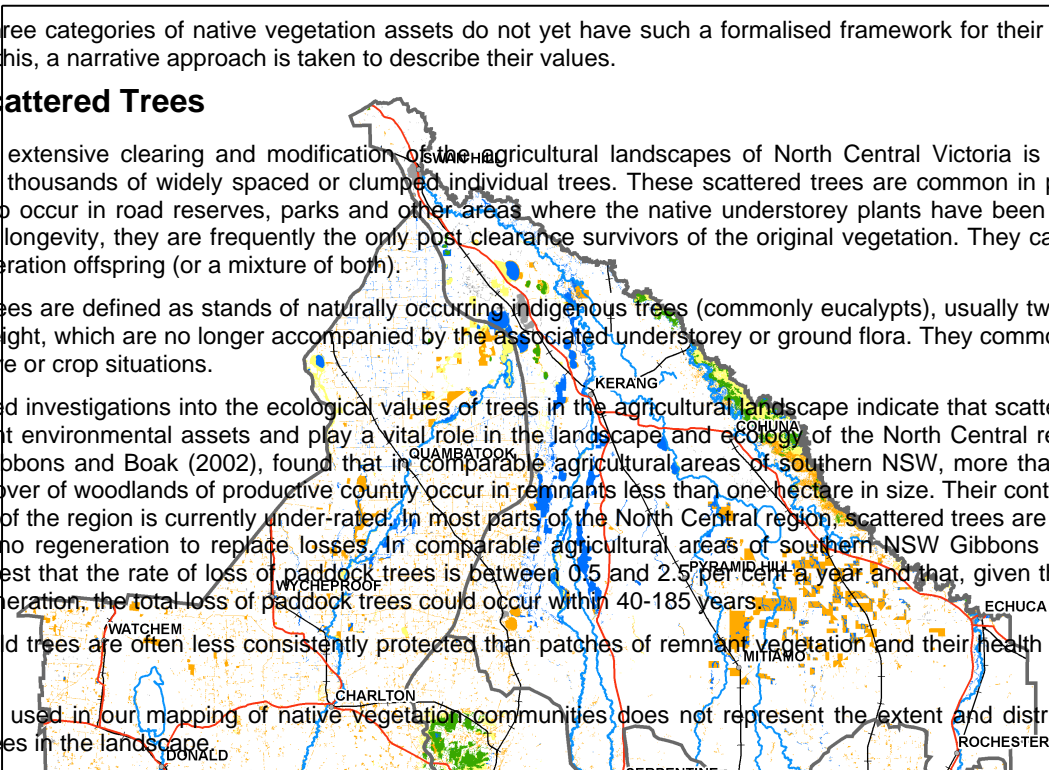 ree categories of native vegetation assets do not yet have such a formalised framework for their
this, a narrative approach is taken to describe their values.
cattered Trees
extensive clearing and modification of the agricultural landscapes of North Central Victoria is
SWAN HILL
thousands of widely spaced or clumped individual trees. These scattered trees are common in p
o occur in road reserves, parks and other areas where the native understorey plants have been
longevity, they are frequently the only post clearance survivors of the original vegetation. They ca
eration offspring (or a mixture of both).
ees are defined as stands of naturally occurring indigenous trees (commonly eucalypts), usually tw
eight, which are no longer accompanied by the associated understorey or ground flora. They commo
re or crop situations.
KERANG
ed investigations into the ecological values of trees in the agricultural landscape indicate that scatte
COHUNA
nt environmental assets and play a vital role in the landscape and ecology of the North Central re
QUAMBATOOK
bbons and Boak (2002), found that in comparable agricultural areas of southern NSW, more tha
over of woodlands of productive country occur in remnants less than one hectare in size. Their cont
of the region is currently under-rated. In most parts of the North Central region, scattered trees are
no regeneration to replace losses. In comparable agricultural areas of southern NSW Gibbons
PYRAMID HILL
est that the rate of loss of paddock trees is between 0.5 and 2.5 per cent a year and that, given th
WYCHEPROOF
neration, the total loss of paddock trees could occur within 40-185 years.
ECHUCA
WATCHEM
ld trees are often less consistently protected than patches of remnant vegetation and their health
MITIAMO
CHARLTON
used in our mapping of native vegetation communities does not represent the extent and distr
ees in the landscape.
DONALD
ROCHESTER
SERPENTINE